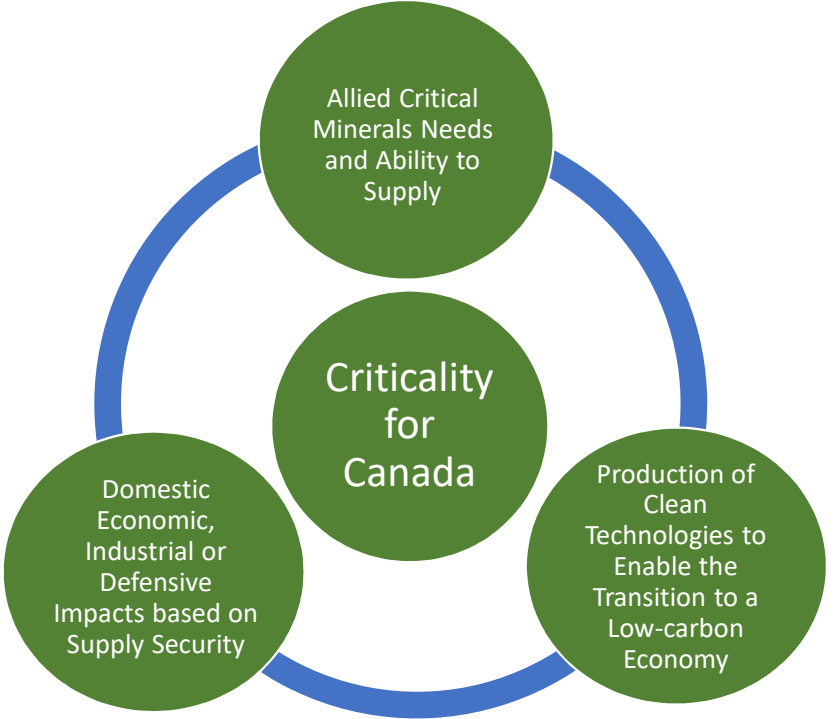 Allied Critical
Minerals Needs
and Ability to
Supply
Criticality
for
Canada
Domestic
Economic,
Industrial or
Defensive
Impacts based on
Supply Security
Production of
Clean
Technologies to
Enable the
Transition to a
Low-carbon
Economy